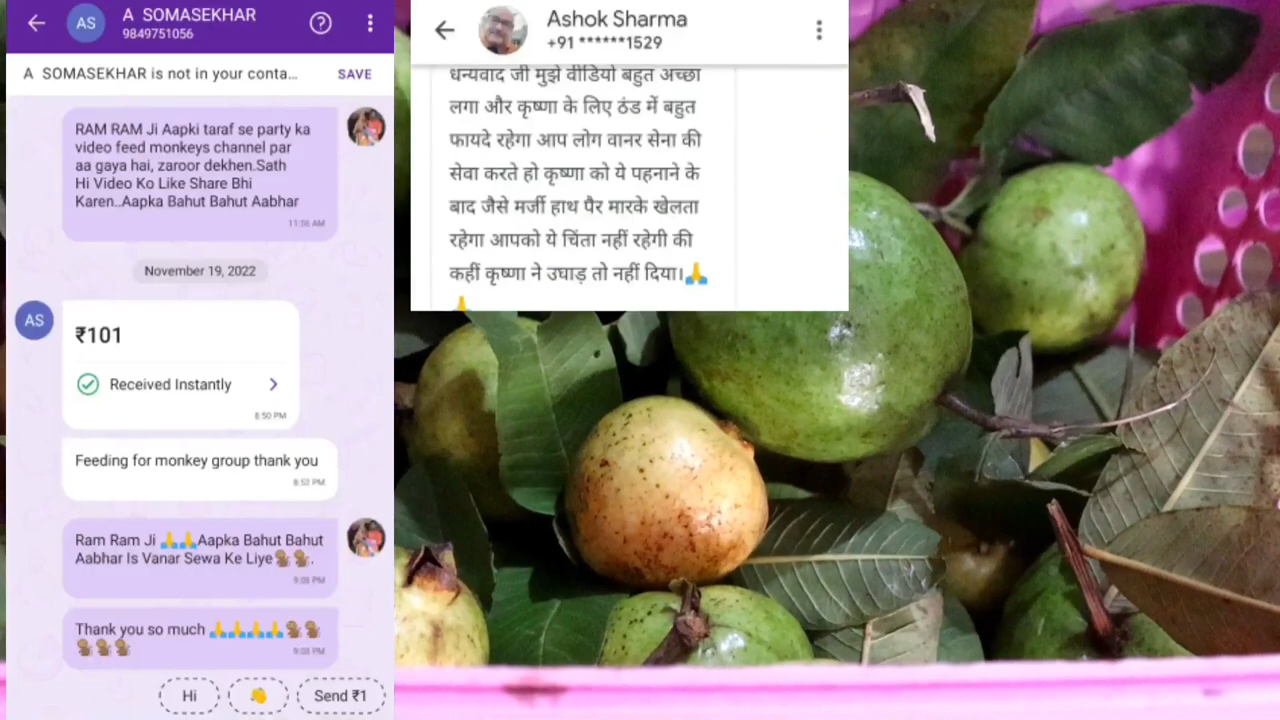 AS
A SOMASEKHAR
9849751056
?
A SOMASEKHAR is not in your conta...
SAVE
RAM RAM Ji Aapki taraf se party ka
video feed monkeys channel par
aa gaya hai, zaroor dekhen.Sath
Hi Video Ko Like Share Bhi
Karen..Aapka Bahut Bahut Aabhar
11:56 AM
November 19, 2022
AS
₹101
Received Instantly
8:50 PM
Feeding for monkey group thank you
8:52 PM
Ram Ram Ji 🙏🙏Aapka Bahut Bahut
Aabhar Is Vanar Sewa Ke Liye🐒🐒.
9:08 PM
Thank you so much 🙏🙏🙏🙏🐒🐒
🐒🐒🐒
9:08 PM
Hi
👏
Send ₹1
Ashok Sharma
+91 ******1529
धन्यवाद जी मुझे वीडियो बहुत अच्छा
लगा और कृष्णा के लिए ठंड में बहुत
फायदे रहेगा आप लोग वानर सेना की
सेवा करते हो कृष्णा को ये पहनाने के
बाद जैसे मर्जी हाथ पैर मारके खेलता
रहेगा आपको ये चिंता नहीं रहेगी की
कहीं कृष्णा ने उघाड़ तो नहीं दिया।🙏
🙏